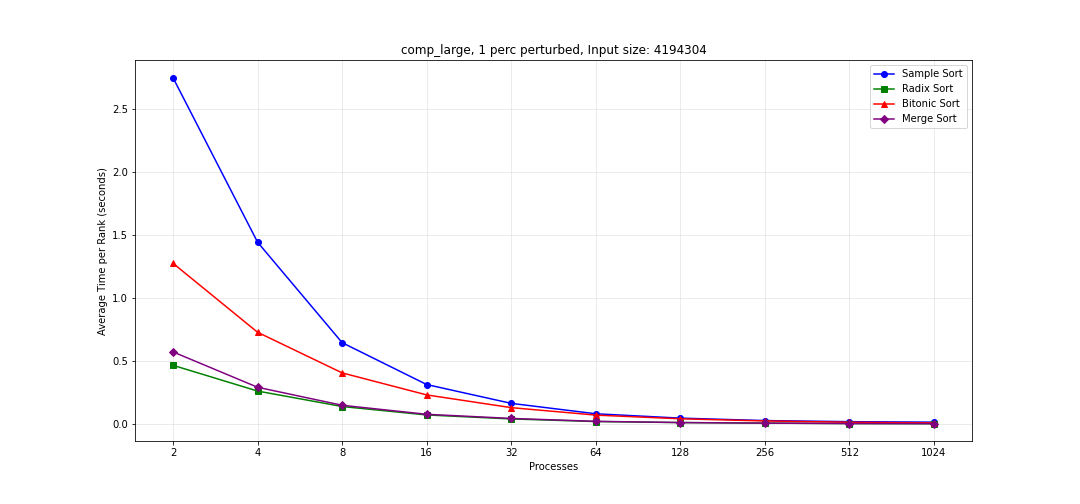 comp_large, 1 perc perturbed, Input size: 4194304
Sample Sort
Radix Sort
Bitonic Sort
Merge Sort
Average Time per Rank (seconds)
2.5
2.0
1.5
1.0
0.5
0.0
2 4 8 16 32 64 128 256 512 1024
Processes